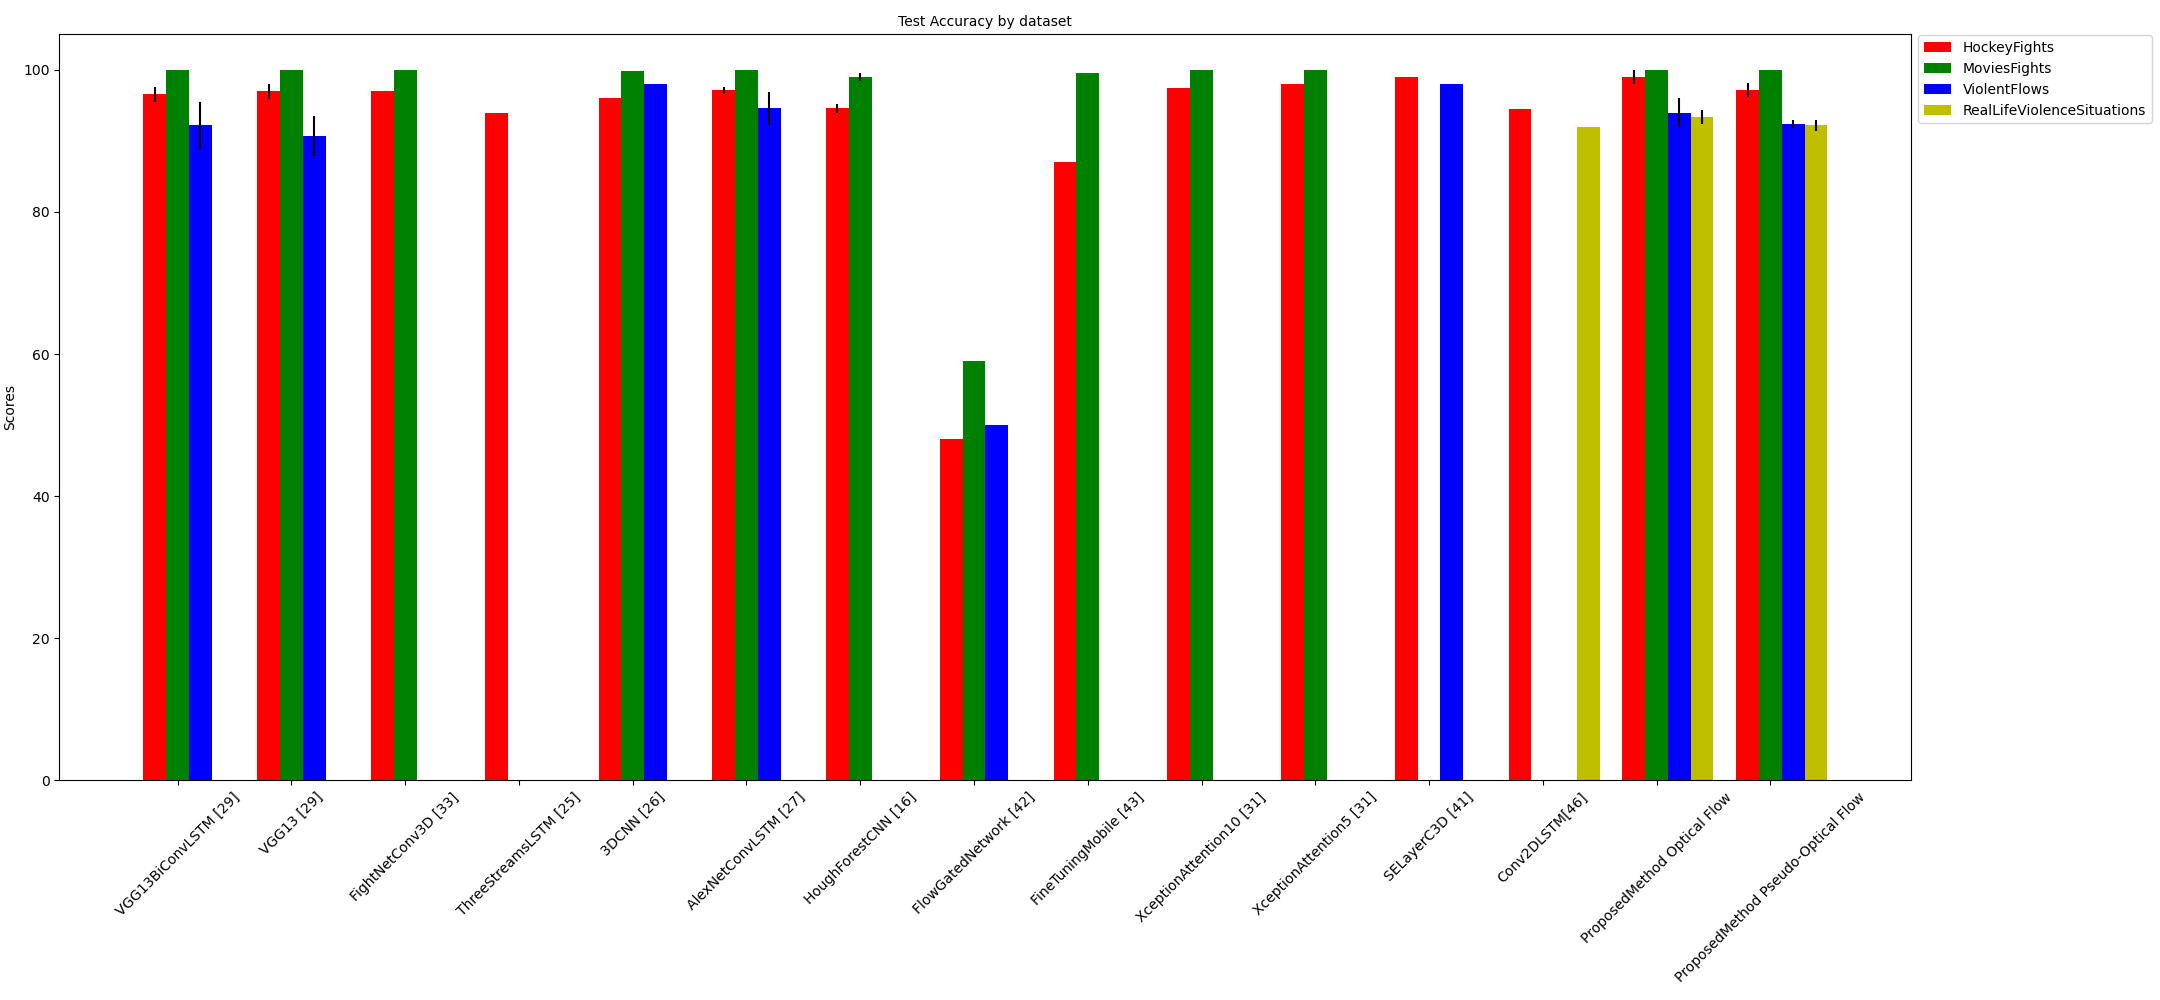 Test Accuracy by dataset
HockeyFights
MoviesFights
ViolentFlows
RealLifeViolenceSituations
Scores
100
80
60
40
20
0
VGG13BiConvLSTM [29]
VGG13 [29]
FightNetConv3D [33]
ThreeStreamsLSTM [25]
3DCNN [26]
AlexNetConvLSTM [27]
HoughForestCNN [16]
FlowGatedNetwork [42]
FineTuningMobile [43]
XceptionAttention10 [31]
XceptionAttention5 [31]
SELayerC3D [41]
Conv2DLSTM[46]
ProposedMethod Optical Flow
ProposedMethod Pseudo-Optical Flow